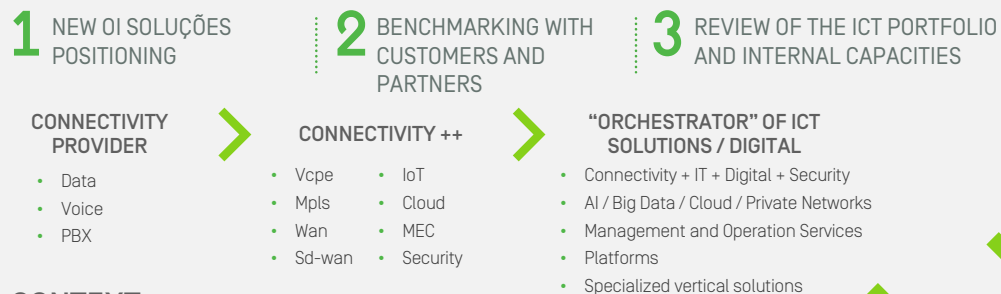 1 NEW OI SOLUÇÕES
POSITIONING
2 BENCHMARKING WITH
CUSTOMERS AND
PARTNERS
3 REVIEW OF THE ICT PORTFOLIO
AND INTERNAL CAPACITIES
CONNECTIVITY
PROVIDER
• Data
• Voice
• PBX
CONNECTIVITY ++
• Vcpe
• Mpls
• Wan
• Sd-wan
• IoT
• Cloud
• MEC
• Security
“ORCHESTRATOR” OF ICT
SOLUTIONS / DIGITAL
• Connectivity + IT + Digital + Security
• AI / Big Data / Cloud / Private Networks
• Management and Operation Services
• Platforms
• Specialized vertical solutions